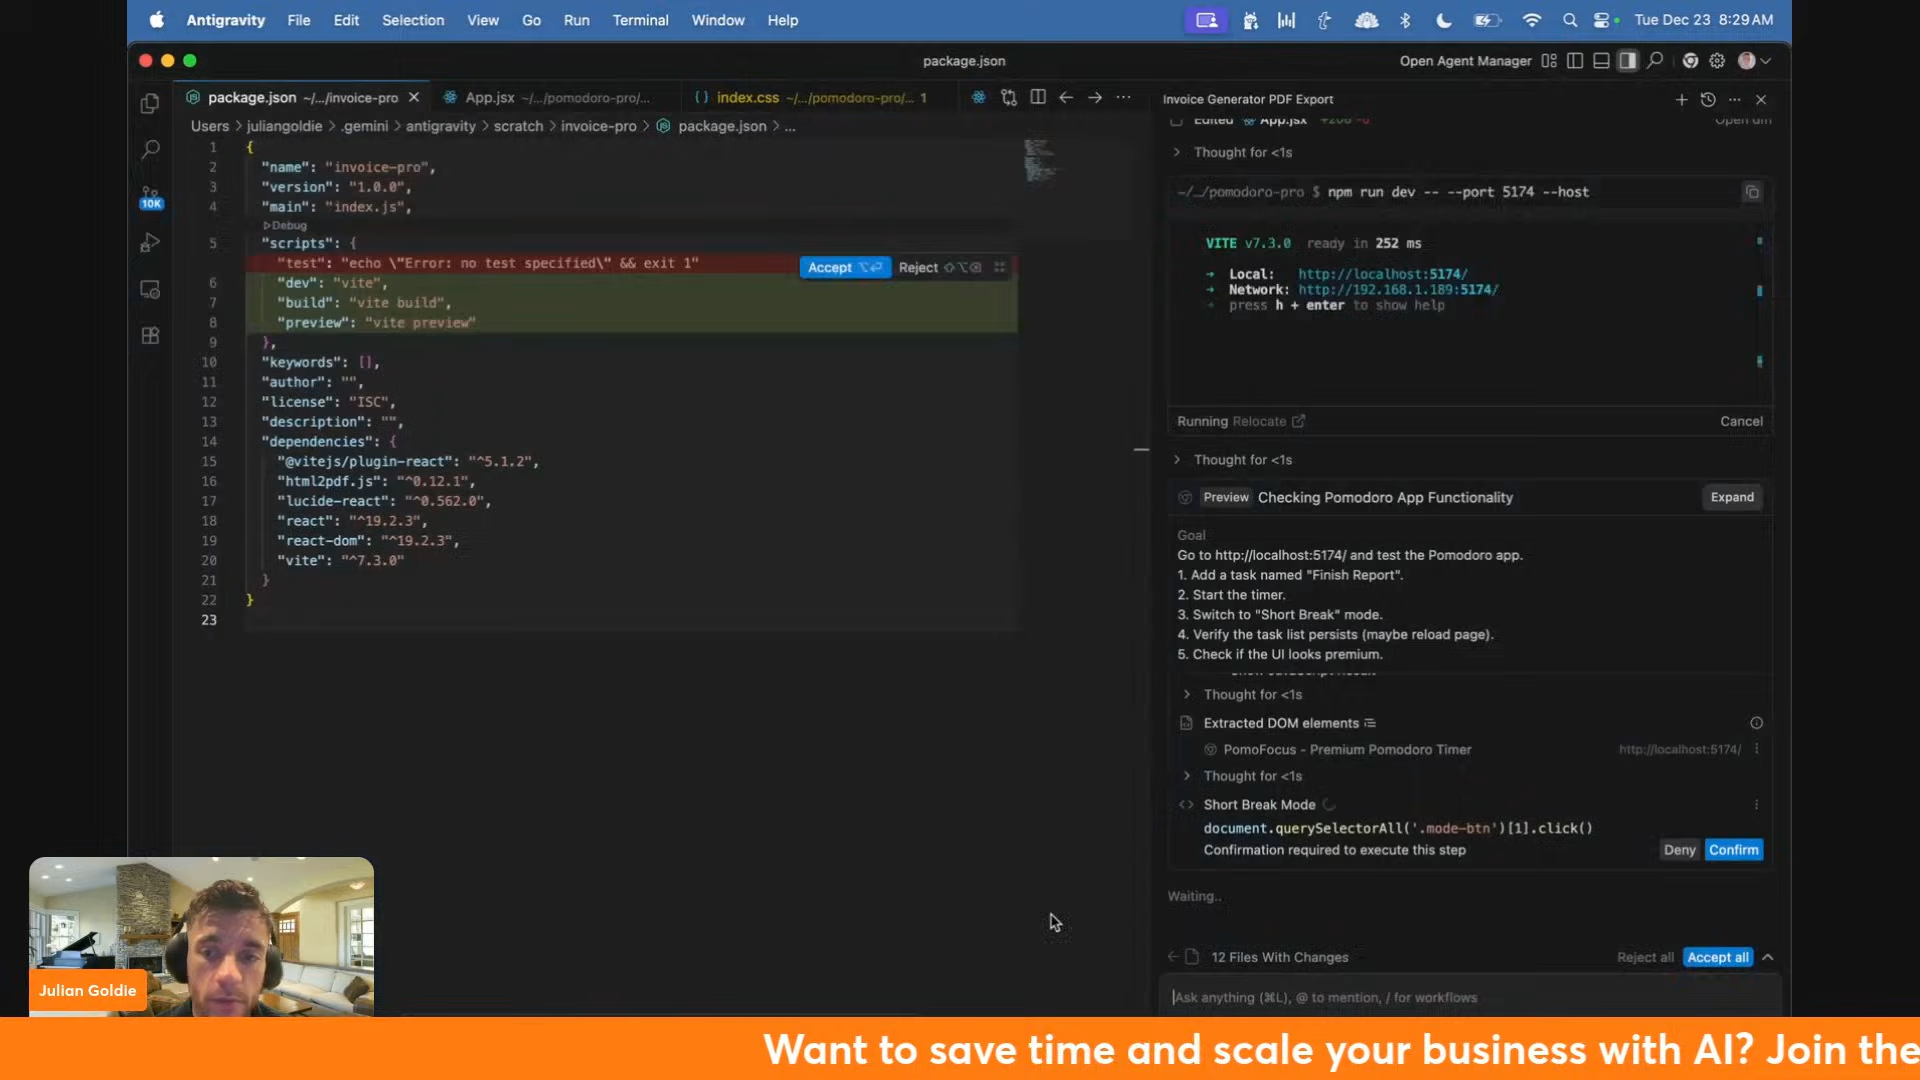 Antigravity File Edit Selection View Go Run Terminal Window Help Tue Dec 23 8:29 AM
package.json
Open Agent Manager
package.json ~/.../invoice-pro
App.jsx ~/.../pomodoro-pro/...
index.css ~/.../pomodoro-pro/... 1
Users > juliangoldie > .gemini > antigravity > scratch > invoice-pro > package.json > ...
10K
1 {
2 "name": "invoice-pro",
3 "version": "1.0.0",
4 "main": "index.js",
Debug
5 "scripts": {
"test": "echo \"Error: no test specified\" && exit 1"
Accept Reject
6 "dev": "vite",
7 "build": "vite build",
8 "preview": "vite preview"
9 },
10 "keywords": [],
11 "author": "",
12 "license": "ISC",
13 "description": "",
14 "dependencies": {
15 "@vitejs/plugin-react": "^5.1.2",
16 "html2pdf.js": "^0.12.1",
17 "lucide-react": "^0.562.0",
18 "react": "^19.2.3",
19 "react-dom": "^19.2.3",
20 "vite": "^7.3.0"
21 }
22 }
23
Invoice Generator PDF Export
Edited App.jsx
Thought for <1s
~/../pomodoro-pro $ npm run dev -- --port 5174 --host
VITE v7.3.0 ready in 252 ms
➜ Local: http://localhost:5174/
➜ Network: http://192.168.1.189:5174/
➜ press h + enter to show help
Running Relocate Cancel
Thought for <1s
Preview Checking Pomodoro App Functionality Expand
Goal
Go to http://localhost:5174/ and test the Pomodoro app.
1. Add a task named "Finish Report".
2. Start the timer.
3. Switch to "Short Break" mode.
4. Verify the task list persists (maybe reload page).
5. Check if the UI looks premium.
Thought for <1s
Extracted DOM elements
PomoFocus - Premium Pomodoro Timer http://localhost:5174/
Thought for <1s
Short Break Mode
document.querySelectorAll('.mode-btn')[1].click()
Confirmation required to execute this step Deny Confirm
Waiting..
12 Files With Changes Reject all Accept all
Ask anything (⌘L), @ to mention, / for workflows
Julian Goldie
Want to save time and scale your business with AI? Join the